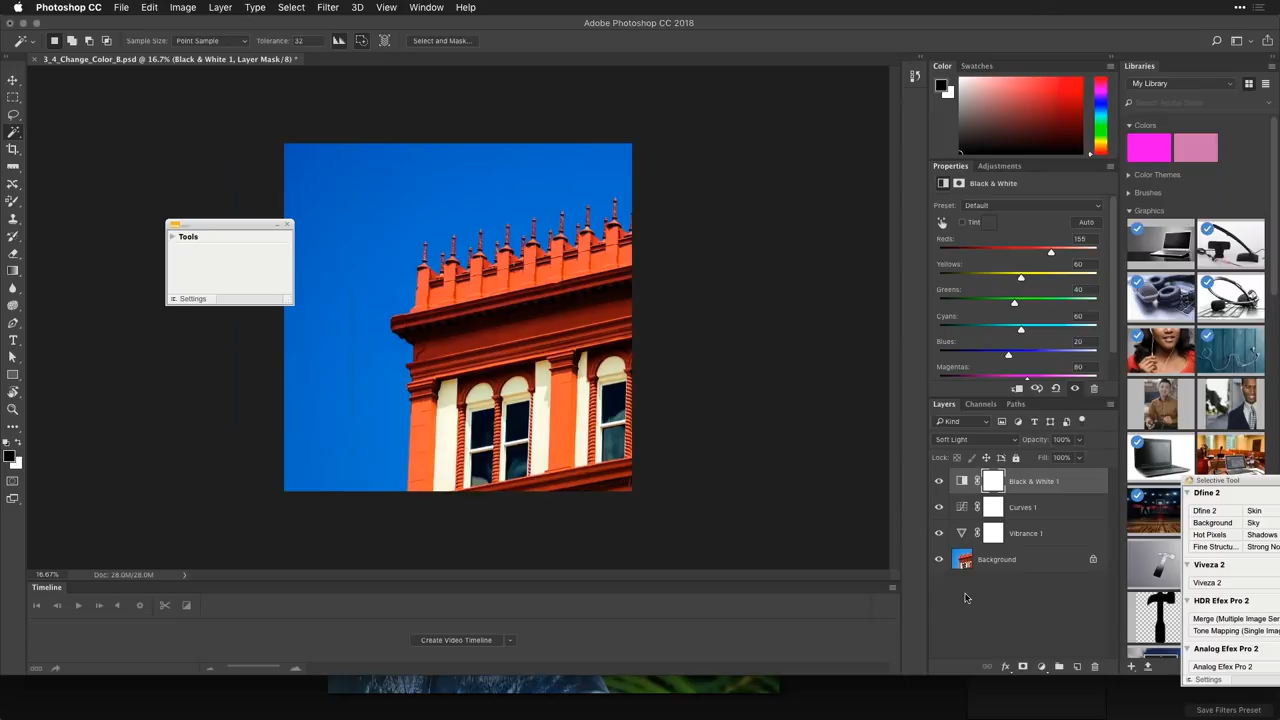 Photoshop CC File Edit Image Layer Type Select Filter 3D View Window Help
Adobe Photoshop CC 2018
Sample Size: Point Sample Tolerance: 32 Select and Mask...
3_4_Change_Color_B.psd @ 16.7% (Black & White 1, Layer Mask/8) *
Color Swatches
Libraries
My Library
Search Adobe Stock
Colors
Color Themes
Brushes
Graphics
Properties Adjustments
Black & White
Preset: Default
Tint Auto
Reds: 155
Yellows: 60
Greens: 40
Cyans: 60
Blues: 20
Magentas: 80
Tools
Settings
Layers Channels Paths
Kind
Soft Light Opacity: 100%
Lock: Fill: 100%
Black & White 1
Curves 1
Vibrance 1
Background
Selective Tool
Dfine 2
Dfine 2 Skin
Background Sky
Hot Pixels Shadows
Fine Structu... Strong No
Viveza 2
Viveza 2
HDR Efex Pro 2
Merge (Multiple Image Ser
Tone Mapping (Single Imag
Analog Efex Pro 2
Analog Efex Pro 2
Settings
16.67% Doc: 28.0M/28.0M
Timeline
Create Video Timeline
Save Filters Preset